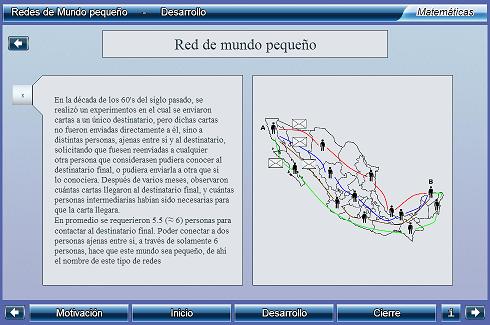 Redes de Mundo pequeño - Desarrollo
Matemáticas
Red de mundo pequeño
En la década de los 60's del siglo pasado, se
realizó un experimentos en el cual se enviaron
cartas a un único destinatario, pero dichas cartas
no fueron enviadas directamente a él, sino a
distintas personas, ajenas entre si y al destinatario,
solicitando que fuesen reenviadas a cualquier
otra persona que considerasen pudiera conocer al
destinatario final, o pudiera enviarla a otra que si
lo conociera. Después de varios meses, observaron
cuántas cartas llegaron al destinatario final, y cuántas
personas intermediarias habían sido necesarias para
que la carta llegara.
En promedio se requirieron 5.5 (≈ 6) personas para
contactar al destinatario final. Poder conectar a dos
personas ajenas entre si, a través de solamente 6
personas, hace que este mundo sea pequeño, de ahí
el nombre de este tipo de redes
A
B
Motivación
Inicio
Desarrollo
Cierre
i